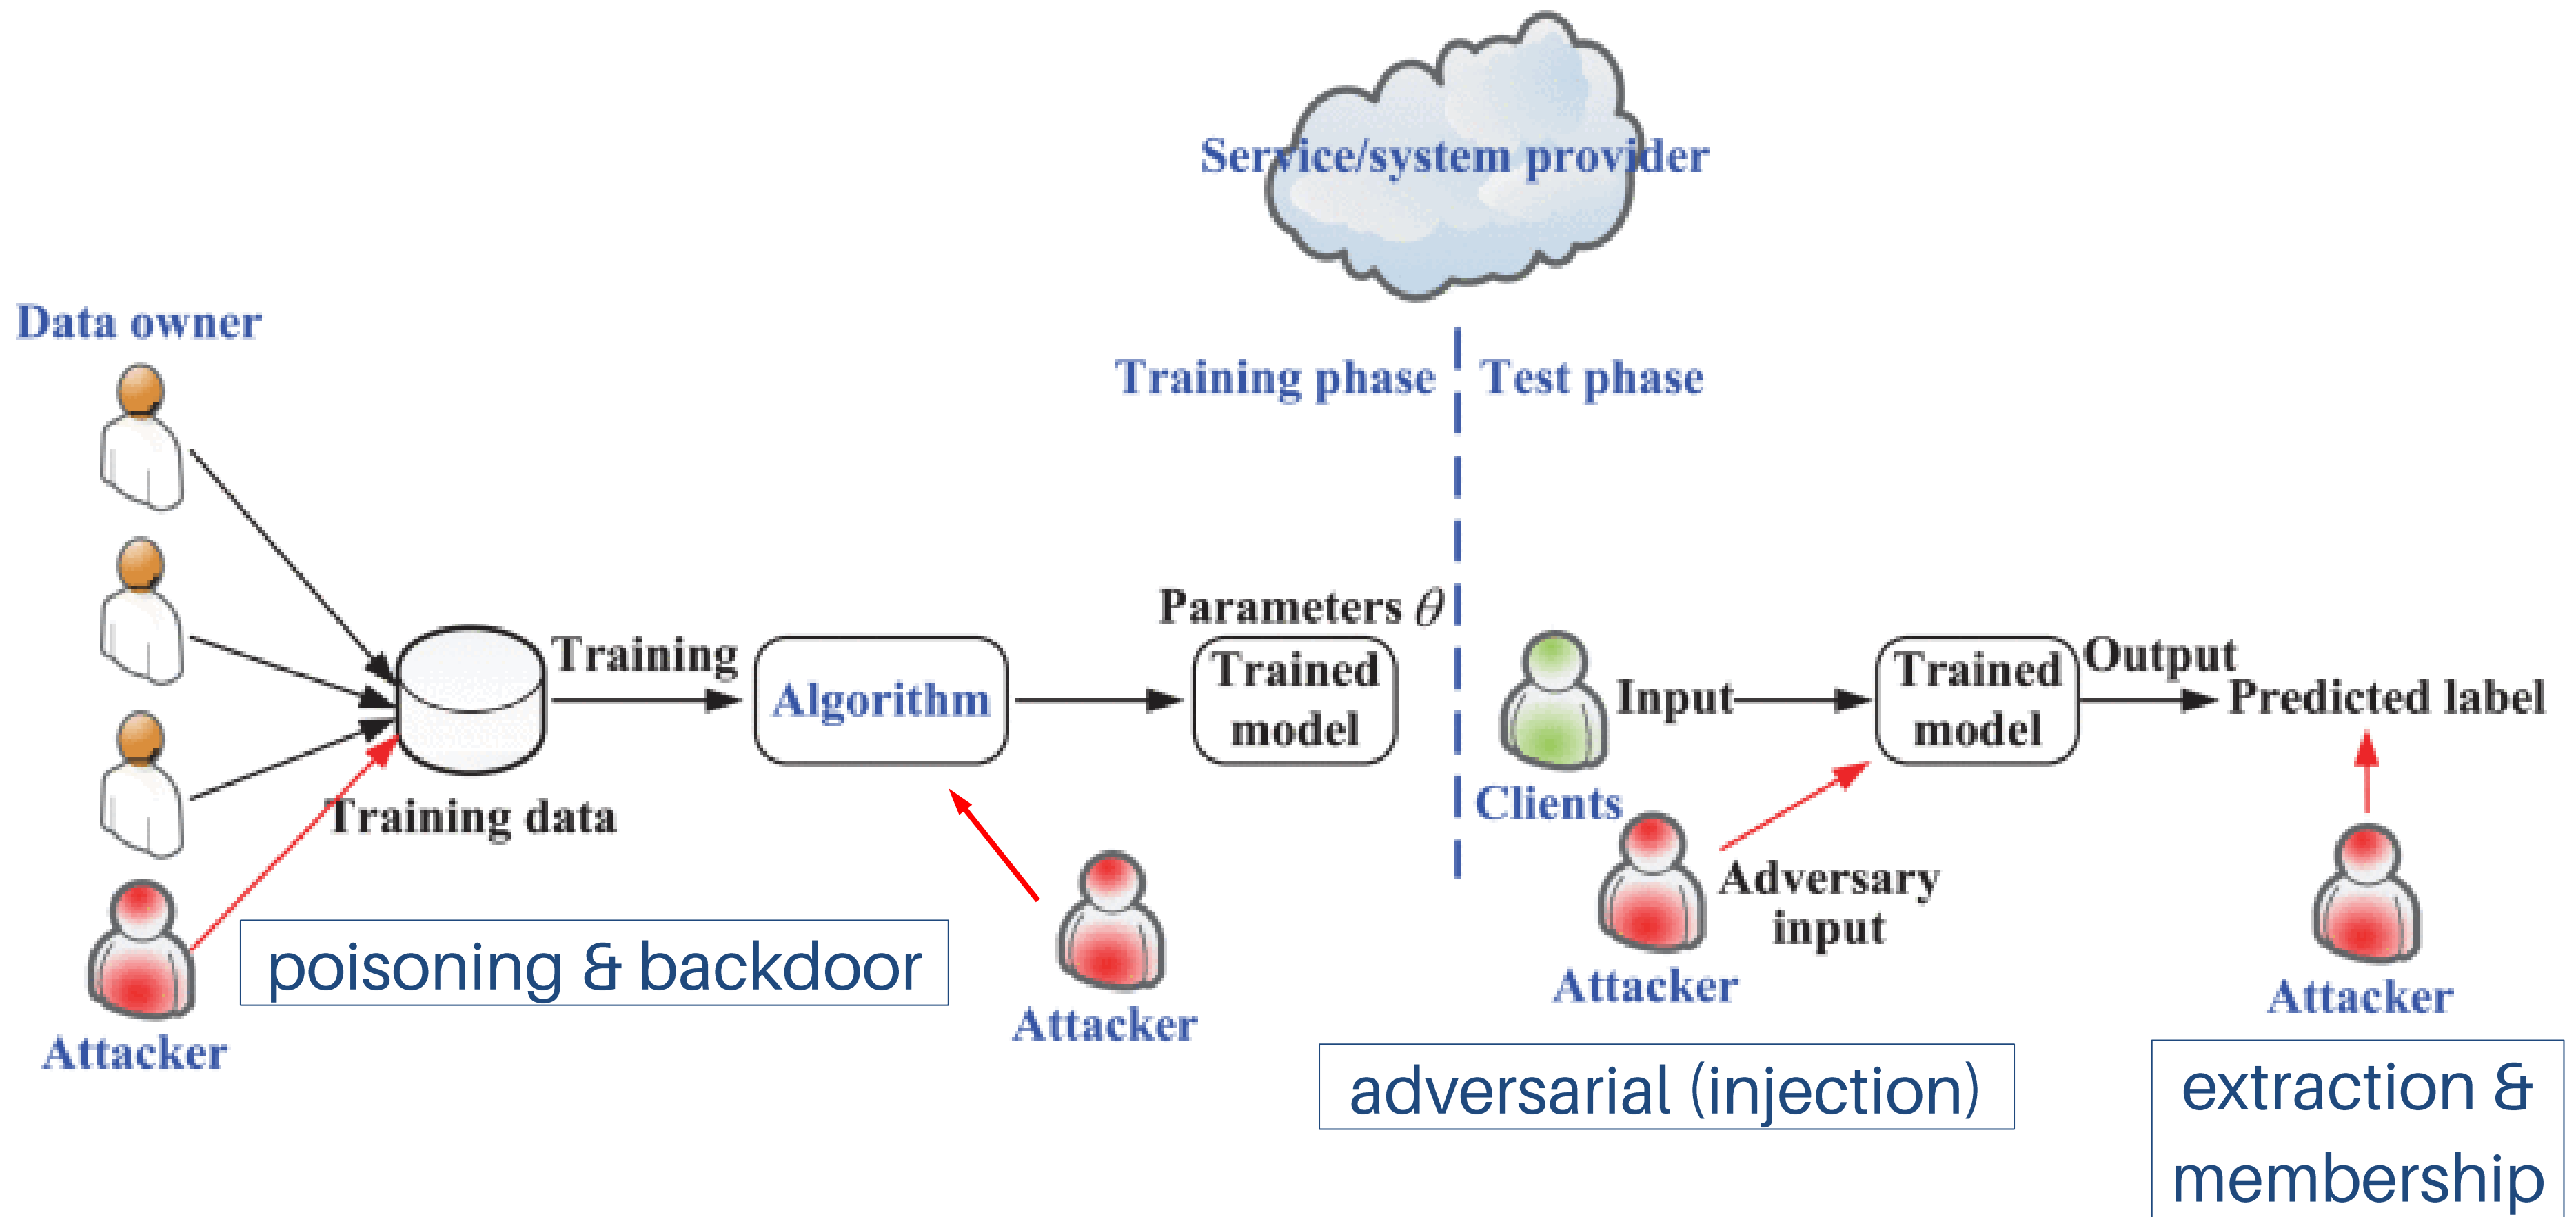 Service/system provider
Data owner
Training phase
Test phase
Training
Algorithm
Parameters θ
Trained
model
Training data
Input
Clients
Trained
model
Output
Predicted label
Adversary
input
Attacker
poisoning & backdoor
Attacker
Attacker
adversarial (injection)
Attacker
extraction &
membership